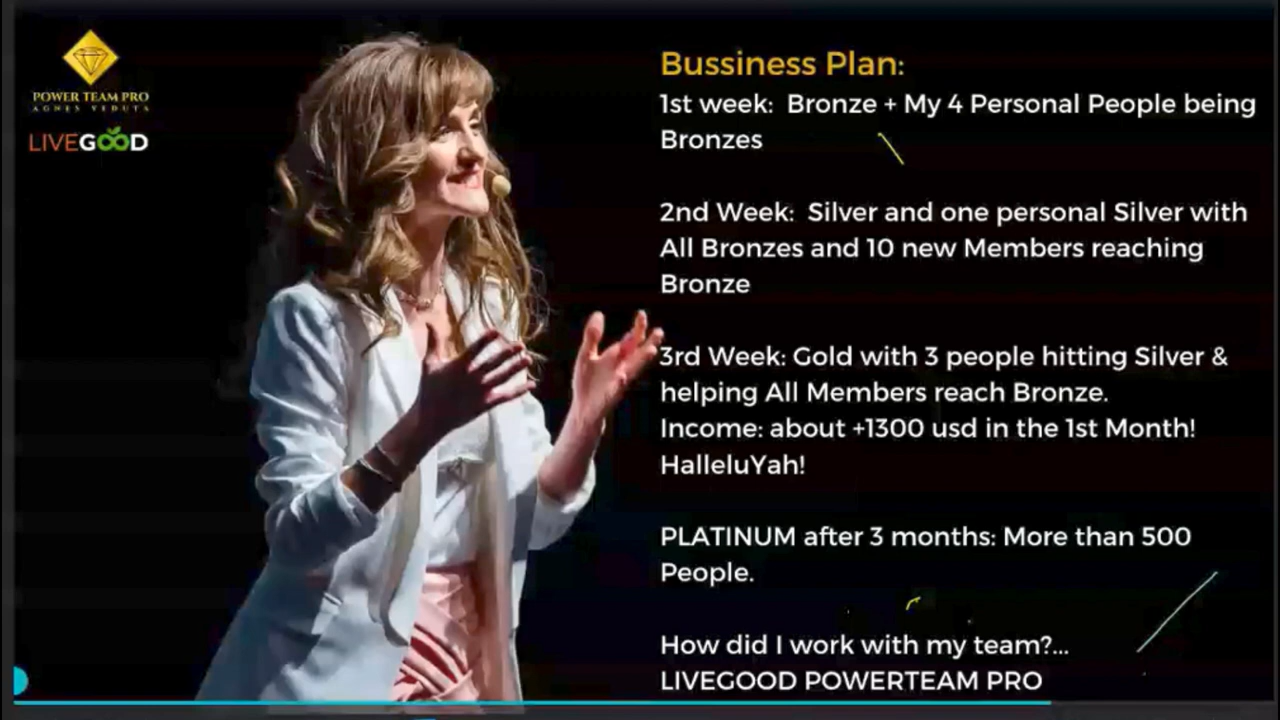 POWER TEAM PRO
AGNES VEDUTA
LIVEGOOD
Bussiness Plan:
1st week:  Bronze + My 4 Personal People being
Bronzes
2nd Week:  Silver and one personal Silver with
All Bronzes and 10 new Members reaching
Bronze
3rd Week: Gold with 3 people hitting Silver &
helping All Members reach Bronze.
Income: about +1300 usd in the 1st Month!
HalleluYah!
PLATINUM after 3 months: More than 500
People.
How did I work with my team?...
LIVEGOOD POWERTEAM PRO